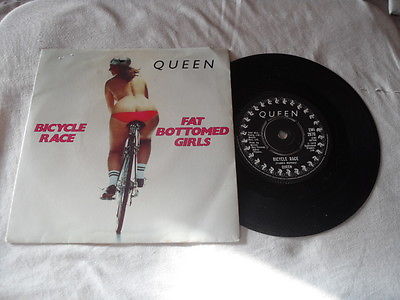 QUEEN
BICYCLE
RACE
FAT
BOTTOMED
GIRLS
QUEEN
BICYCLE RACE
QUEEN